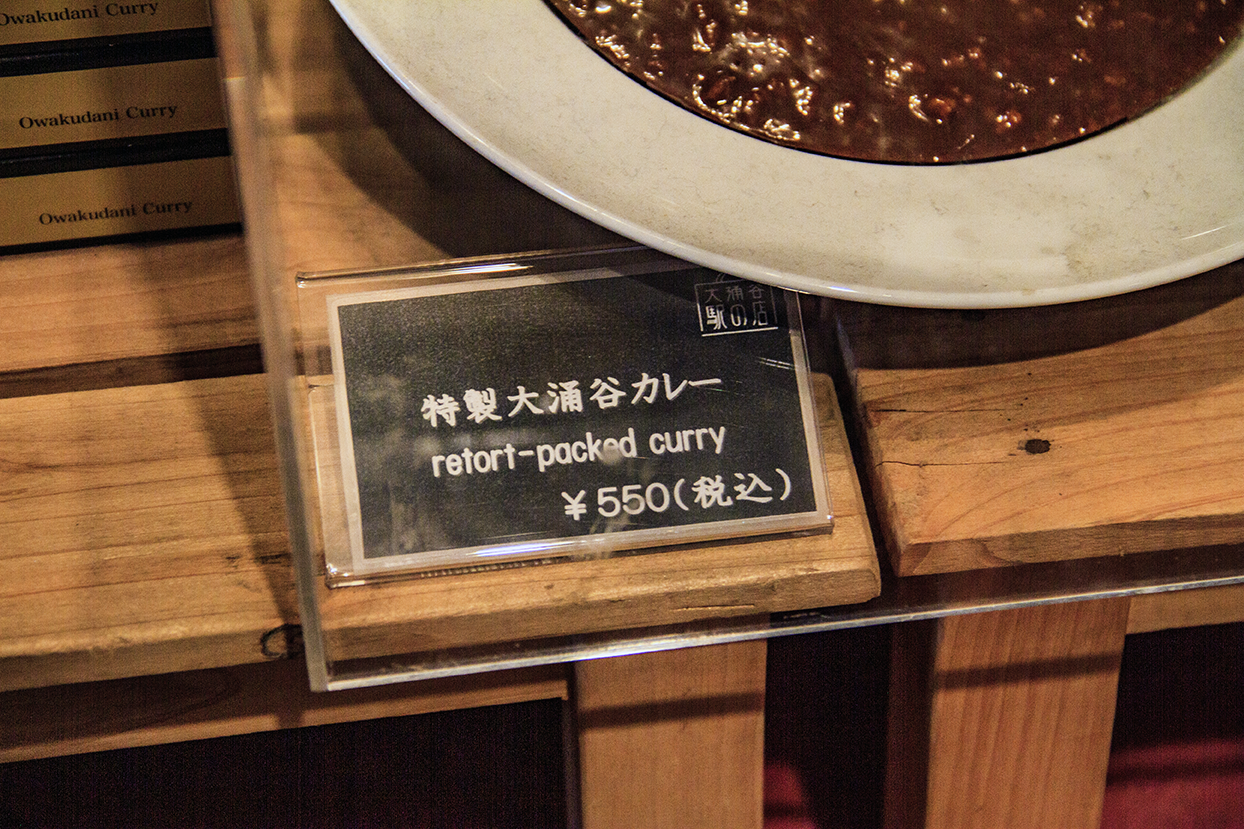 Owakudani Curry
Owakudani Curry
Owakudani Curry
大涌谷
駅の店
特製大涌谷カレー
retort-packed curry
¥550(税込)